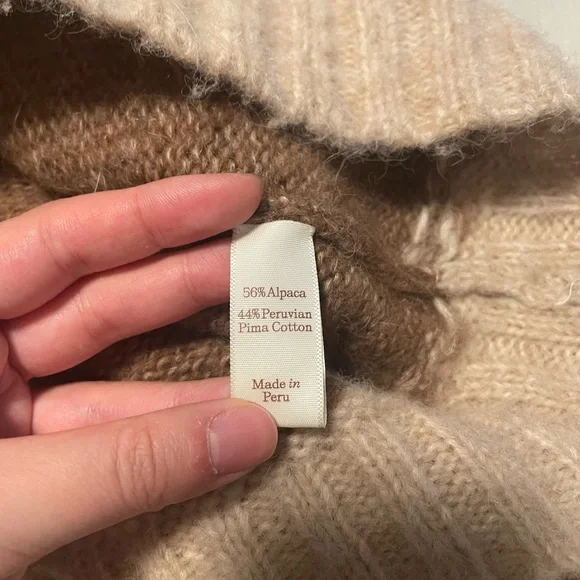 56% Alpaca
44% Peruvian
Pima Cotton
Made in
Peru